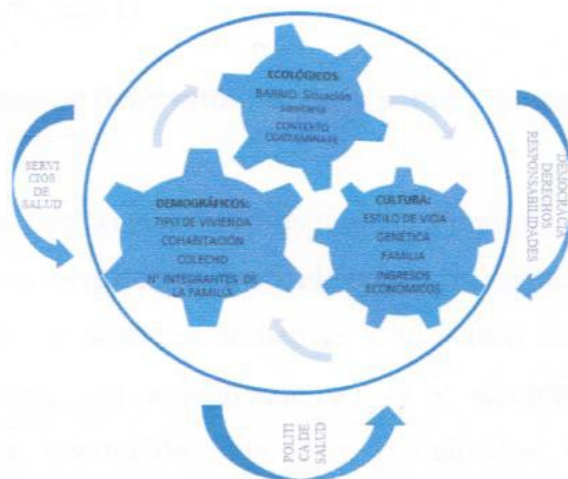 ECOLÓGICOS:
BARRIO: Situación
sanitaria
CONTEXTO
CONTAMINATE
SERVI
CIOS
DE
SALUD
DEMOCRACIA
DERECHOS
RESPONSABILIDADES
DEMOGRÁFICOS:
TIPO DE VIVIENDA
COHABITACIÓN
COLECHO
N° INTEGRANTES DE
LA FAMILIA
CULTURA:
ESTILO DE VIDA
GENÉTICA
FAMILIA
INGRESOS
ECONÓMICOS
POLITI
CA DE
SALUD